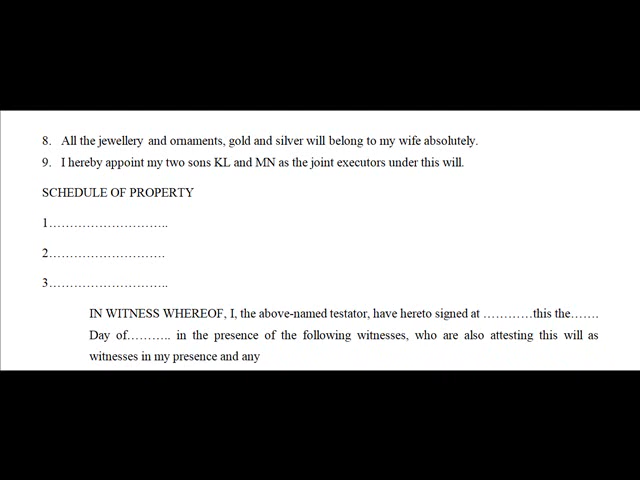 8. All the jewellery and ornaments, gold and silver will belong to my wife absolutely.
9. I hereby appoint my two sons KL and MN as the joint executors under this will.
SCHEDULE OF PROPERTY
1………………………..
2……………………….
3………………………..
IN WITNESS WHEREOF, I, the above-named testator, have hereto signed at …………this the…….
Day of……….. in the presence of the following witnesses, who are also attesting this will as
witnesses in my presence and any